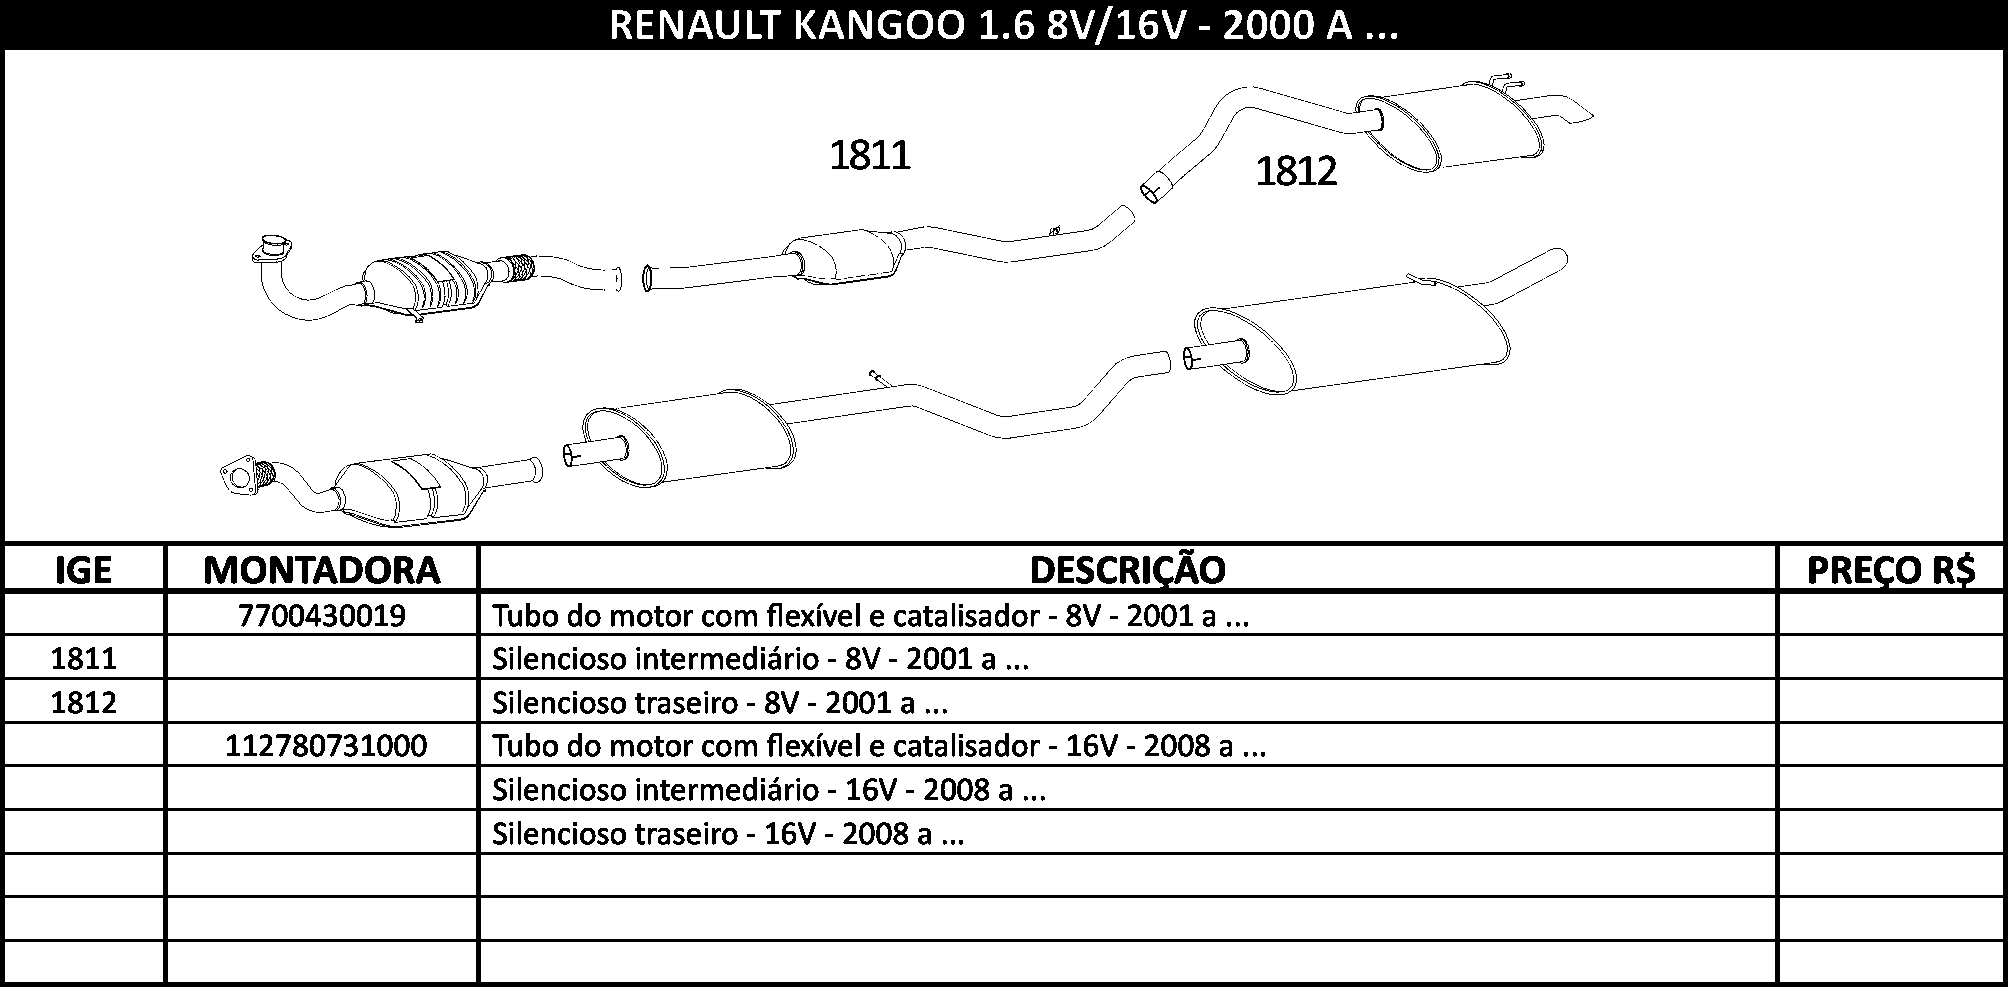 RENAULT KANGOO 1.6 8V/16V - 2000 A ...
1811
1812
IGE MONTADORA DESCRIÇÃO PREÇO R$
7700430019 Tubo do motor com flexível e catalisador - 8V - 2001 a ...
1811 Silencioso intermediário - 8V - 2001 a ...
1812 Silencioso traseiro - 8V - 2001 a ...
112780731000 Tubo do motor com flexível e catalisador - 16V - 2008 a ...
Silencioso intermediário - 16V - 2008 a ...
Silencioso traseiro - 16V - 2008 a ...